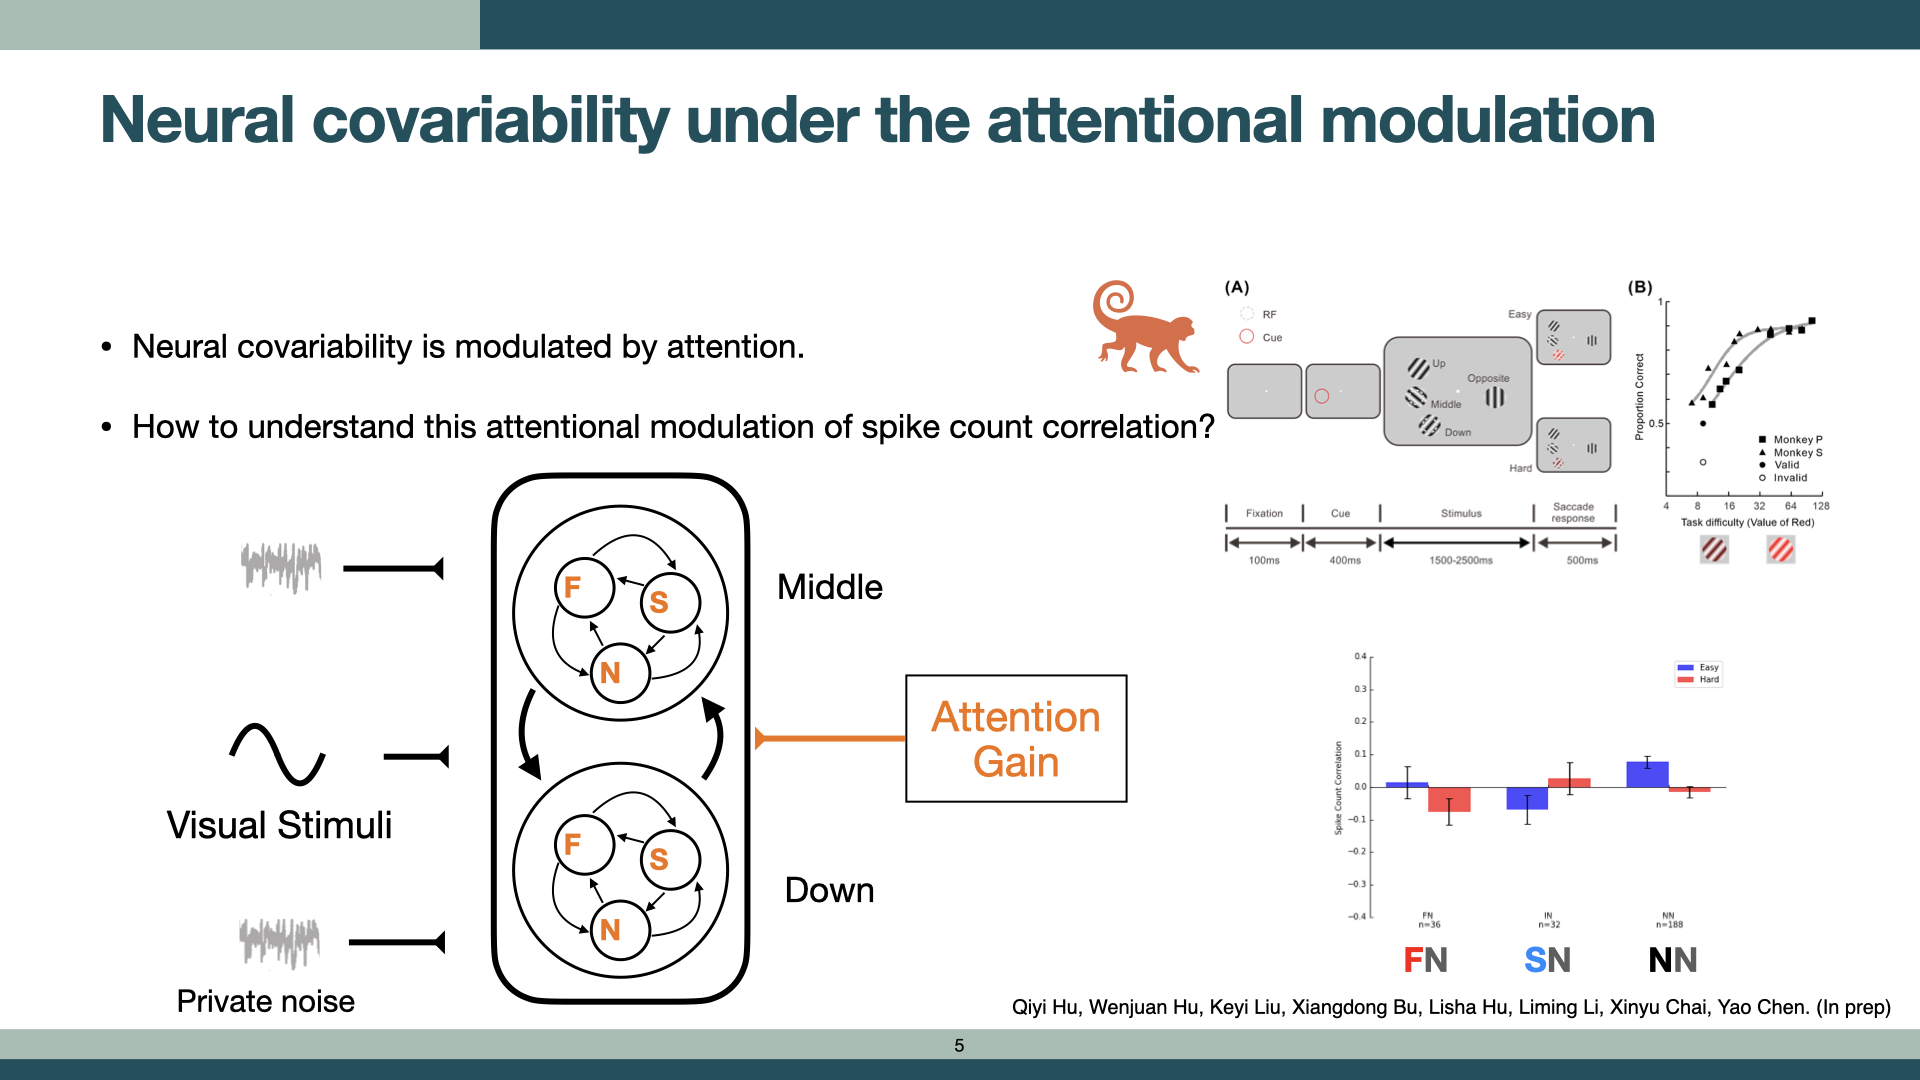 Neural covariability under the attentional modulation
• Neural covariability is modulated by attention.
• How to understand this attentional modulation of spike count correlation?
(A)
RF
Cue
Up
Middle
Down
Opposite
Easy
Hard
Fixation
Cue
Stimulus
Saccade
response
100ms
400ms
1500-2500ms
500ms
(B)
Proportion Correct
1
0.5
Monkey P
Monkey S
Valid
Invalid
4 8 16 32 64 128
Task difficulty (Value of Red)
F
S
N
Middle
F
S
N
Down
Visual Stimuli
Private noise
Attention
Gain
Spike Count Correlation
0.4
0.3
0.2
0.1
0.0
−0.1
−0.2
−0.3
−0.4
Easy
Hard
FN
n=36
IN
n=32
NN
n=188
FN SN NN
Qiyi Hu, Wenjuan Hu, Keyi Liu, Xiangdong Bu, Lisha Hu, Liming Li, Xinyu Chai, Yao Chen. (In prep)
5